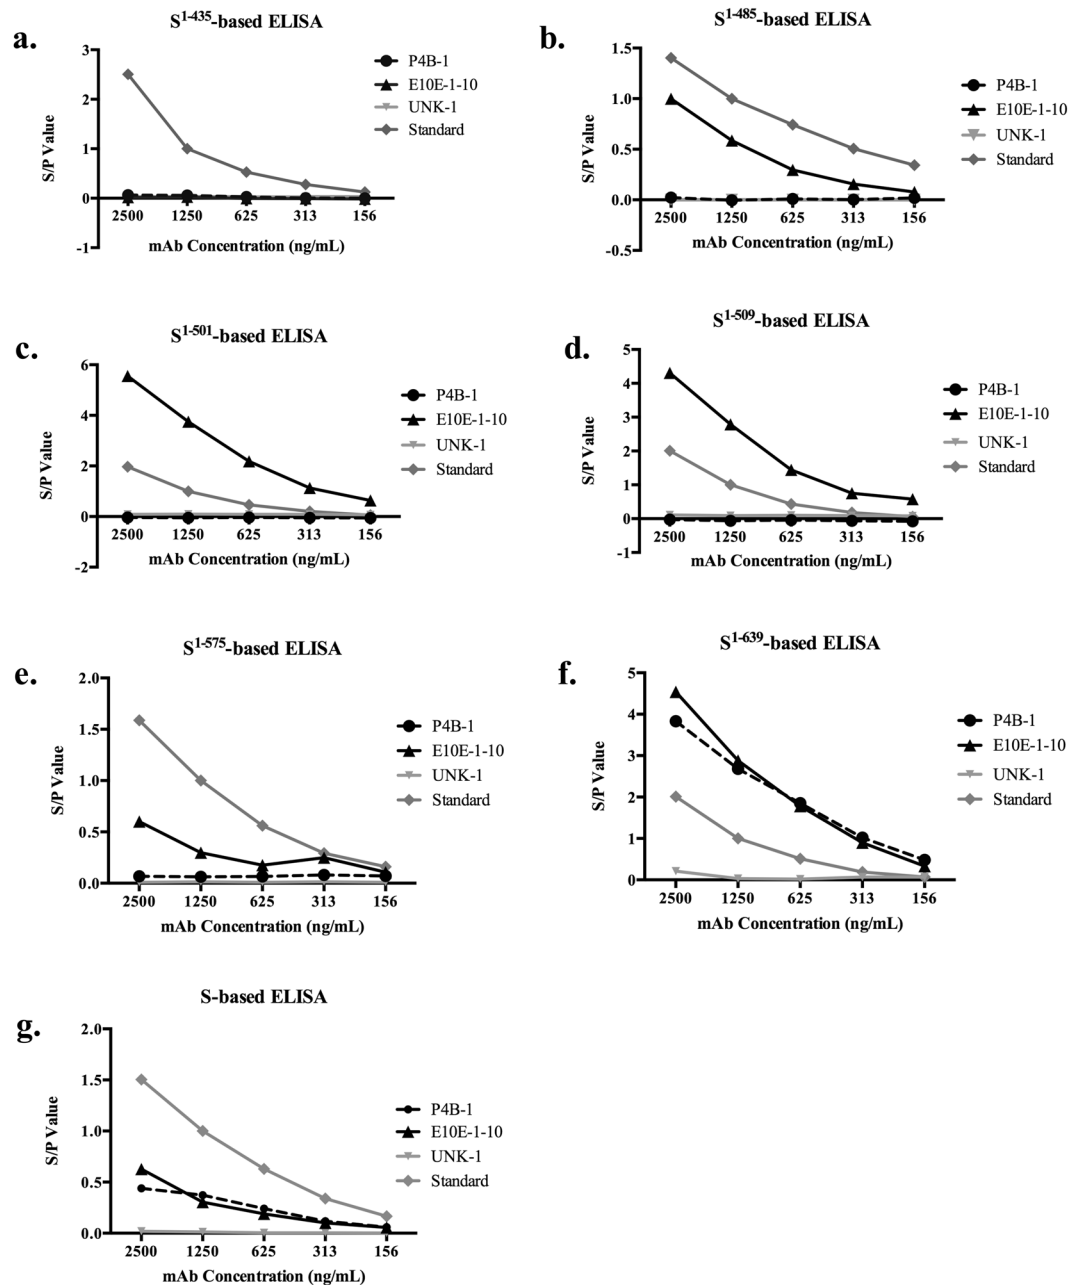 a.
S1-435-based ELISA
3
2
1
0
-1
S/P Value
2500 1250 625 313 156
mAb Concentration (ng/mL)
P4B-1
E10E-1-10
UNK-1
Standard
b.
S1-485-based ELISA
1.5
1.0
0.5
0.0
-0.5
S/P Value
2500 1250 625 313 156
mAb Concentration (ng/mL)
P4B-1
E10E-1-10
UNK-1
Standard
c.
S1-501-based ELISA
6
4
2
0
-2
S/P Value
2500 1250 625 313 156
mAb Concentration (ng/mL)
P4B-1
E10E-1-10
UNK-1
Standard
d.
S1-509-based ELISA
5
4
3
2
1
0
-1
S/P Value
2500 1250 625 313 156
mAb Concentration (ng/mL)
P4B-1
E10E-1-10
UNK-1
Standard
e.
S1-575-based ELISA
2.0
1.5
1.0
0.5
0.0
S/P Value
2500 1250 625 313 156
mAb Concentration (ng/mL)
P4B-1
E10E-1-10
UNK-1
Standard
f.
S1-639-based ELISA
5
4
3
2
1
0
S/P Value
2500 1250 625 313 156
mAb Concentration (ng/mL)
P4B-1
E10E-1-10
UNK-1
Standard
g.
S-based ELISA
2.0
1.5
1.0
0.5
0.0
S/P Value
2500 1250 625 313 156
mAb Concentration (ng/mL)
P4B-1
E10E-1-10
UNK-1
Standard